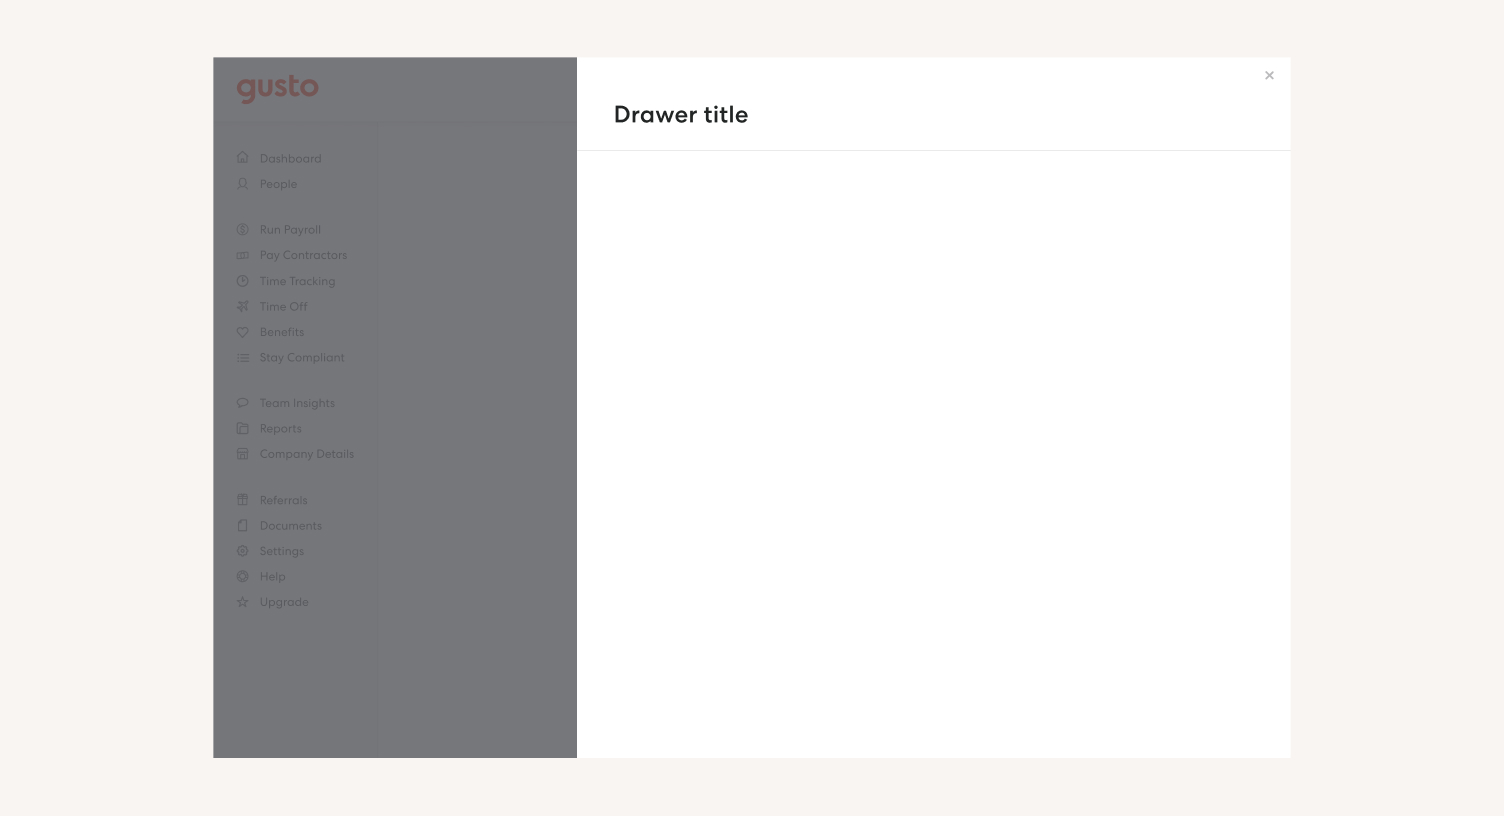 gusto
Dashboard
People
Run Payroll
Pay Contractors
Time Tracking
Time Off
Benefits
Stay Compliant
Team Insights
Reports
Company Details
Referrals
Documents
Settings
Help
Upgrade
Drawer title